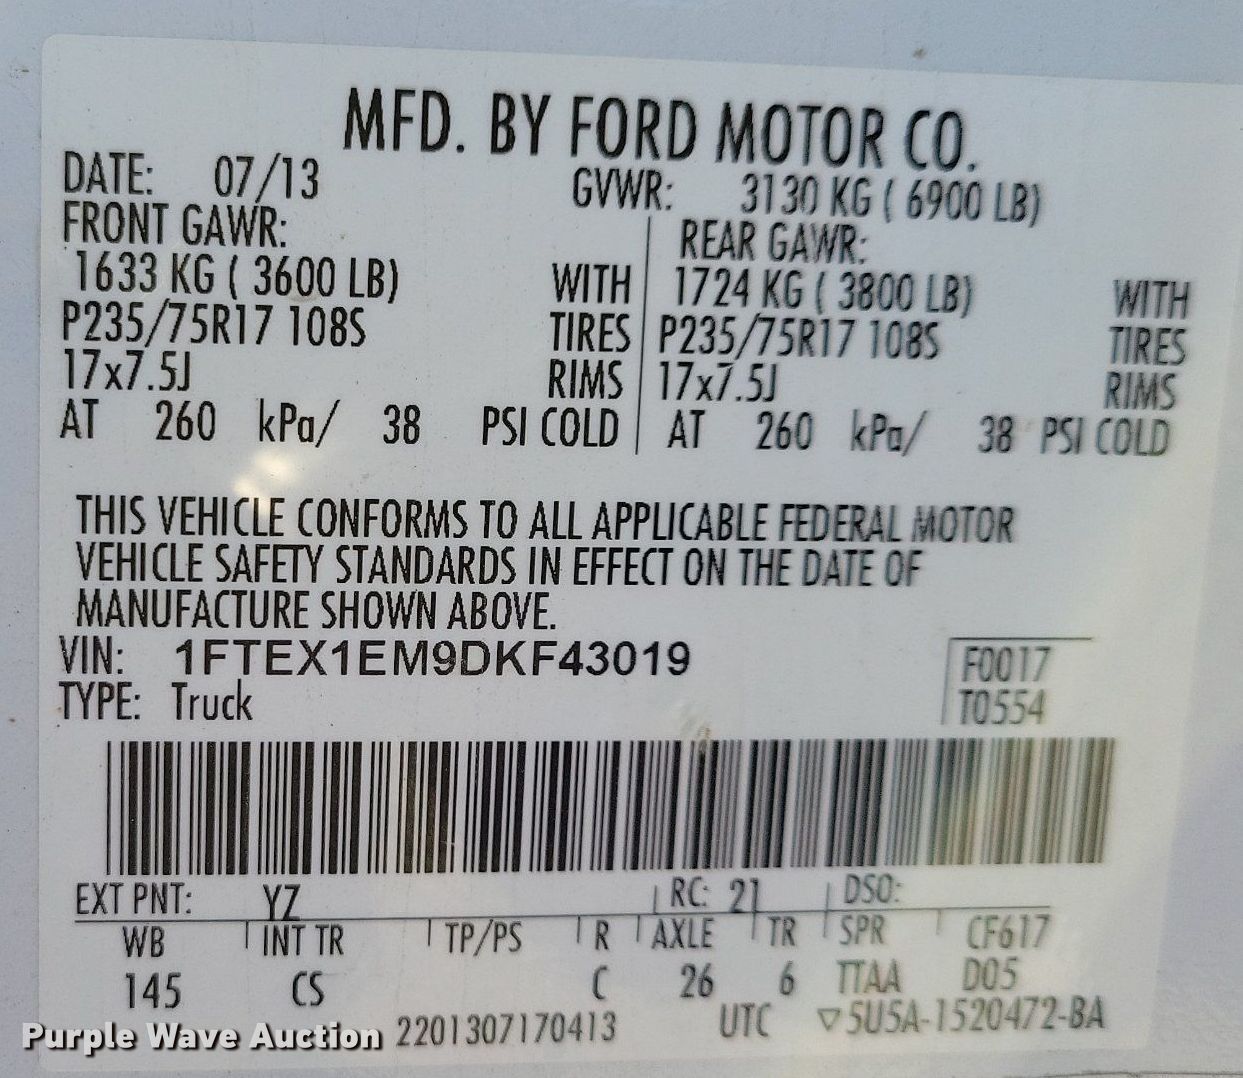 MFD. BY FORD MOTOR CO.
DATE: 07/13 GVWR: 3130 KG ( 6900 LB)
FRONT GAWR: REAR GAWR:
1633 KG ( 3600 LB) WITH 1724 KG ( 3800 LB) WITH
P235/75R17 108S TIRES P235/75R17 108S TIRES
17x7.5J RIMS 17x7.5J RIMS
AT 260 kPa/ 38 PSI COLD AT 260 kPa/ 38 PSI COLD
THIS VEHICLE CONFORMS TO ALL APPLICABLE FEDERAL MOTOR
VEHICLE SAFETY STANDARDS IN EFFECT ON THE DATE OF
MANUFACTURE SHOWN ABOVE.
VIN: 1FTEX1EM9DKF43019 F0017
TYPE: Truck T0554
EXT PNT: YZ RC: 21 DSO:
WB INT TR TP/PS R AXLE TR SPR CF617
145 CS C 26 6 TTAA D05
2201307170413 UTC ▽5U5A-1520472-BA
Purple Wave Auction